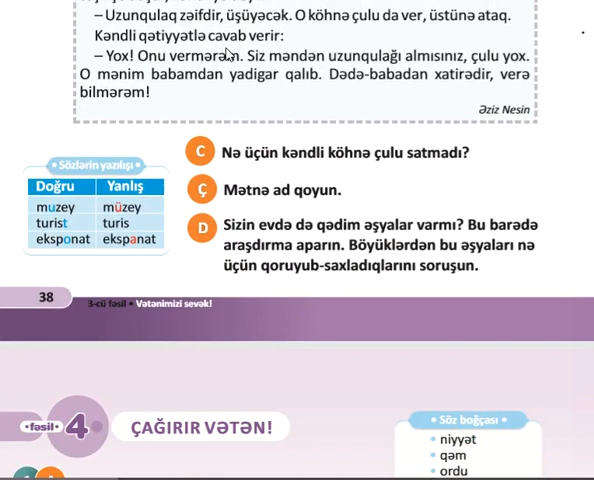 – Uzunqulaq zəifdir, üşüyəcək. O köhnə çulu da ver, üstünə ataq.
Kəndli qətiyyətlə cavab verir:
– Yox! Onu vermərəm. Siz məndən uzunqulağı almısınız, çulu yox.
O mənim babamdan yadigar qalıb. Dədə-babadan xatirədir, verə
bilmərəm!
Əziz Nesin
C Nə üçün kəndli köhnə çulu satmadı?
• Sözlərin yazılışı •
Doğru Yanlış
muzey müzey
turist turis
eksponat ekspanat
Ç Mətnə ad qoyun.
D Sizin evdə də qədim əşyalar varmı? Bu barədə
araşdırma aparın. Böyüklərdən bu əşyaları nə
üçün qoruyub-saxladıqlarını soruşun.
38
3-cü fəsil • Vətənimizi sevək!
•fəsil• 4
ÇAĞIRIR VƏTƏN!
• Söz boğçası •
• niyyət
• qəm
• ordu